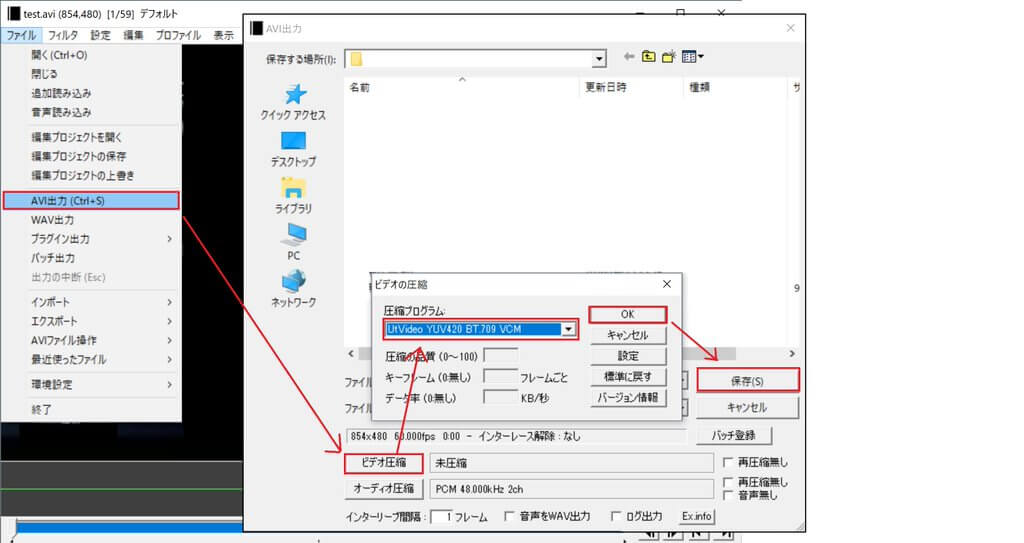 test.avi (854,480) [1/59] デフォルト
ファイル フィルタ 設定 編集 プロファイル 表示
開く(Ctrl+O)
閉じる
追加読み込み
音声読み込み
編集プロジェクトを開く
編集プロジェクトの保存
編集プロジェクトの上書き
AVI出力 (Ctrl+S)
WAV出力
プラグイン出力
バッチ出力
出力の中断 (Esc)
インポート
エクスポート
AVIファイル操作
最近使ったファイル
環境設定
終了
AVI出力
保存する場所(I):
名前 更新日時 種類 サ
クイック アクセス
デスクトップ
ライブラリ
PC
ネットワーク
9
ビデオの圧縮
圧縮プログラム:
UtVideo YUV420 BT.709 VCM
圧縮の品質 (0～100)
キーフレーム (0:無し) フレームごと
データ率 (0:無し) KB/秒
OK
キャンセル
設定
標準に戻す
バージョン情報
ファイル
保存(S)
ファイル
キャンセル
854x480 60.000fps 0:00 - インターレース解除 : なし
バッチ登録
ビデオ圧縮 未圧縮 再圧縮無し
オーディオ圧縮 PCM 48.000kHz 2ch 再圧縮無し
音声無し
インターリーブ間隔 : 1 フレーム 音声をWAV出力 ログ出力 Ex.info